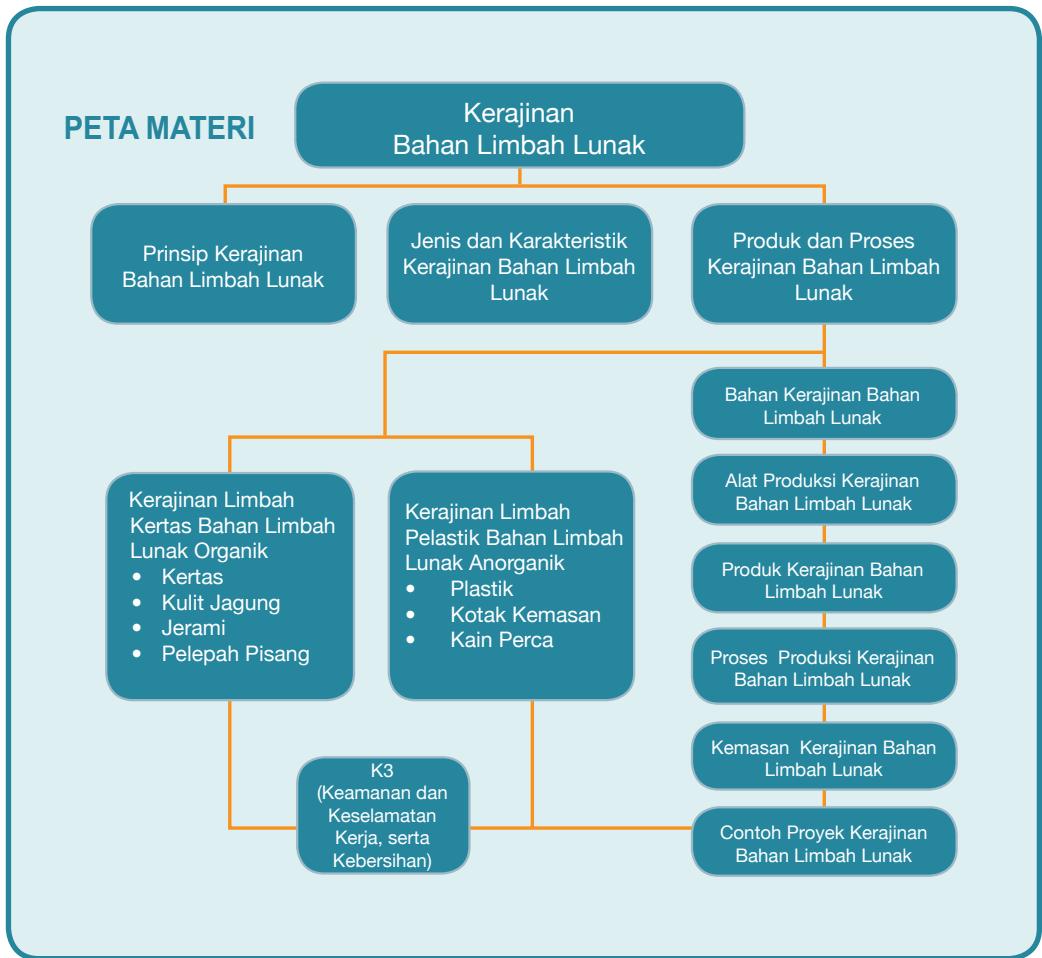 PETA MATERI
Kerajinan
Bahan Limbah Lunak
Prinsip Kerajinan
Bahan Limbah Lunak
Jenis dan Karakteristik
Kerajinan Bahan Limbah
Lunak
Produk dan Proses
Kerajinan Bahan Limbah
Lunak
Kerajinan Limbah
Kertas Bahan Limbah
Lunak Organik
• Kertas
• Kulit Jagung
• Jerami
• Pelepah Pisang
Kerajinan Limbah
Pelastik Bahan Limbah
Lunak Anorganik
• Plastik
• Kotak Kemasan
• Kain Perca
Bahan Kerajinan Bahan
Limbah Lunak
Alat Produksi Kerajinan
Bahan Limbah Lunak
Produk Kerajinan Bahan
Limbah Lunak
Proses Produksi Kerajinan
Bahan Limbah Lunak
Kemasan Kerajinan Bahan
Limbah Lunak
Contoh Proyek Kerajinan
Bahan Limbah Lunak
K3
(Keamanan dan
Keselamatan
Kerja, serta
Kebersihan)